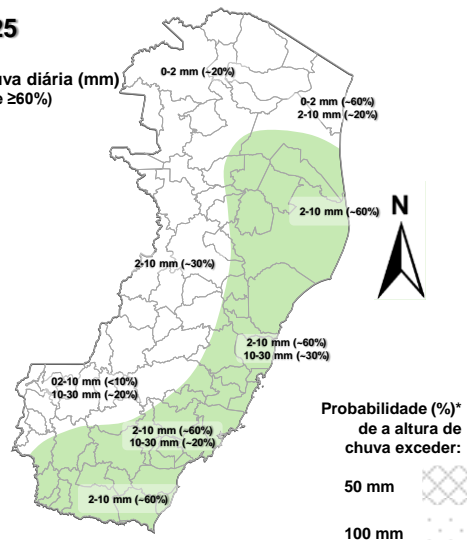 25
uva diária (mm)
e ≥60%)
0-2 mm (~20%)
0-2 mm (~60%)
2-10 mm (~20%)
2-10 mm (~60%)
N
2-10 mm (~30%)
2-10 mm (~60%)
10-30 mm (~30%)
02-10 mm (<10%)
10-30 mm (~20%)
2-10 mm (~60%)
10-30 mm (~20%)
2-10 mm (~60%)
Probabilidade (%)*
de a altura de
chuva exceder:
50 mm
100 mm